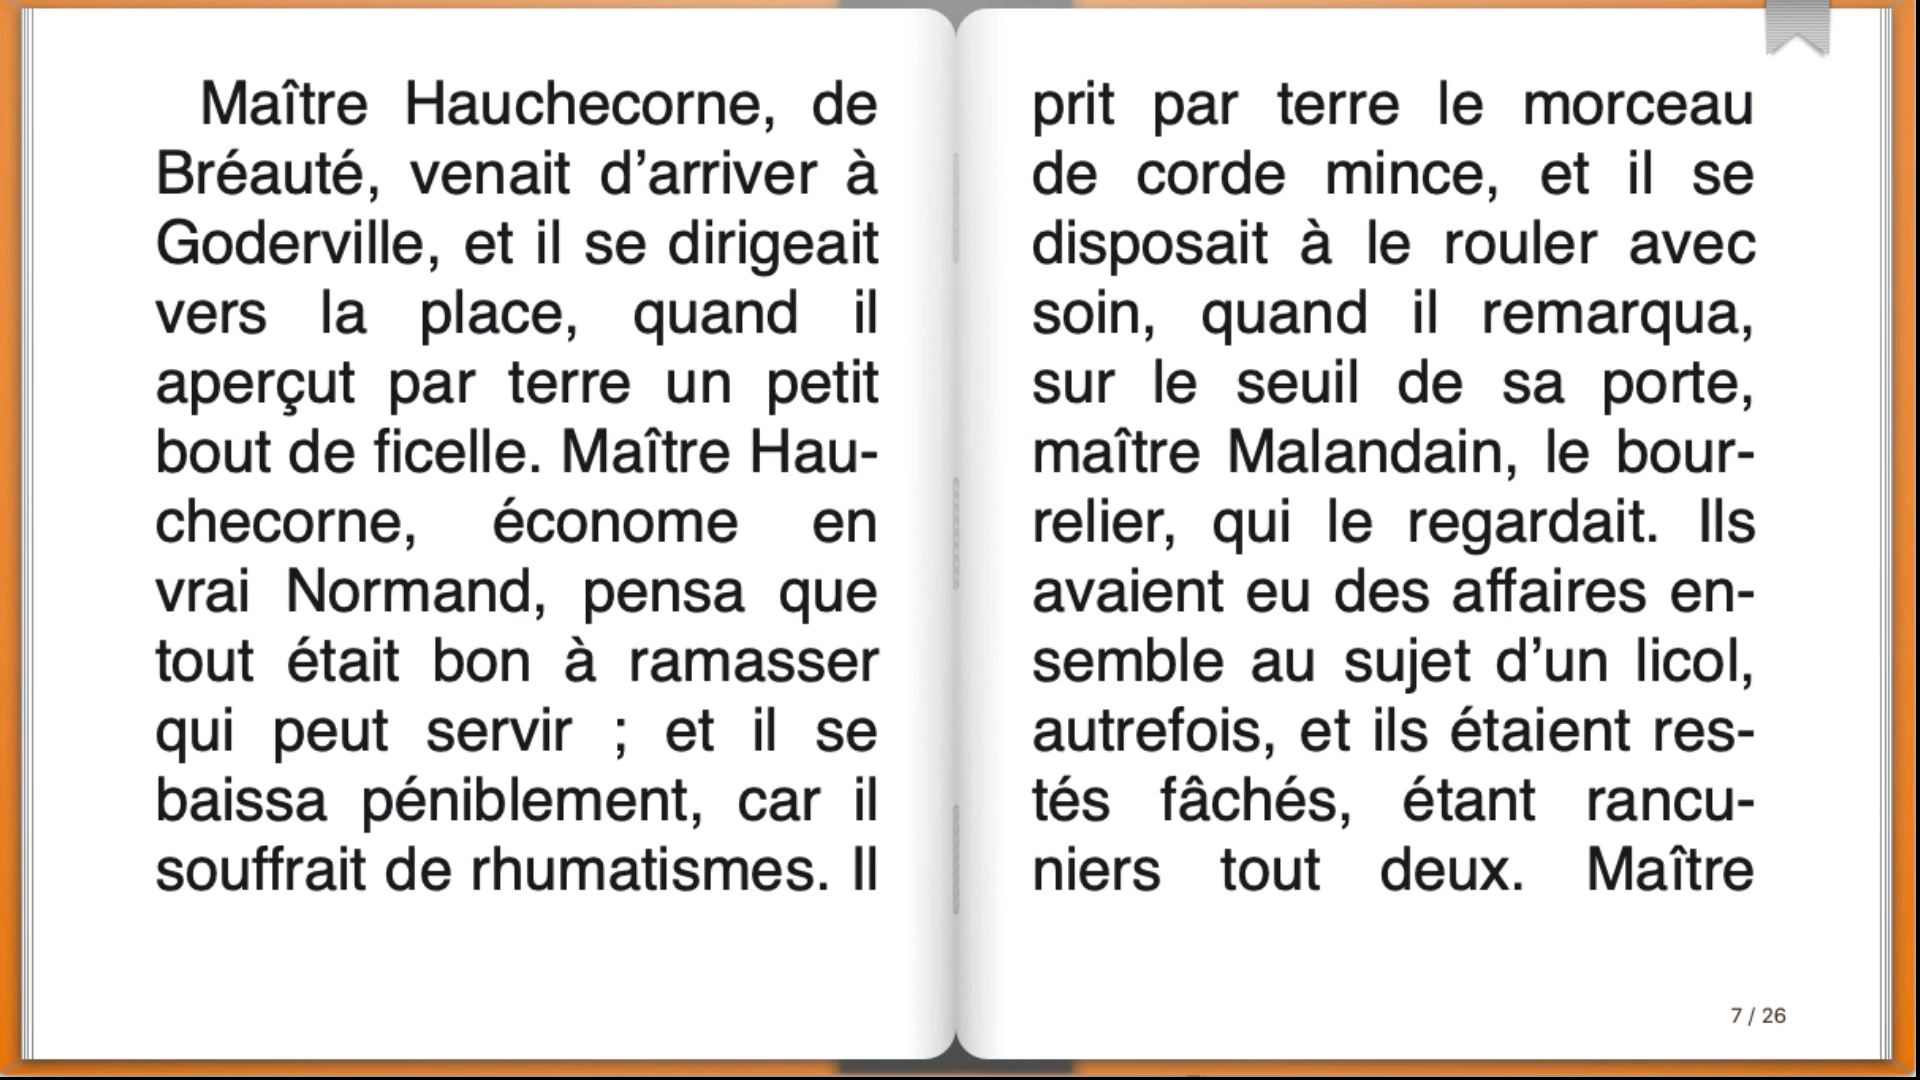 Maître Hauchecorne, de
Bréauté, venait d’arriver à
Goderville, et il se dirigeait
vers la place, quand il
aperçut par terre un petit
bout de ficelle. Maître Hau-
checorne, économe en
vrai Normand, pensa que
tout était bon à ramasser
qui peut servir ; et il se
baissa péniblement, car il
souffrait de rhumatismes. Il
prit par terre le morceau
de corde mince, et il se
disposait à le rouler avec
soin, quand il remarqua,
sur le seuil de sa porte,
maître Malandain, le bour-
relier, qui le regardait. Ils
avaient eu des affaires en-
semble au sujet d’un licol,
autrefois, et ils étaient res-
tés fâchés, étant rancu-
niers tout deux. Maître
7 / 26